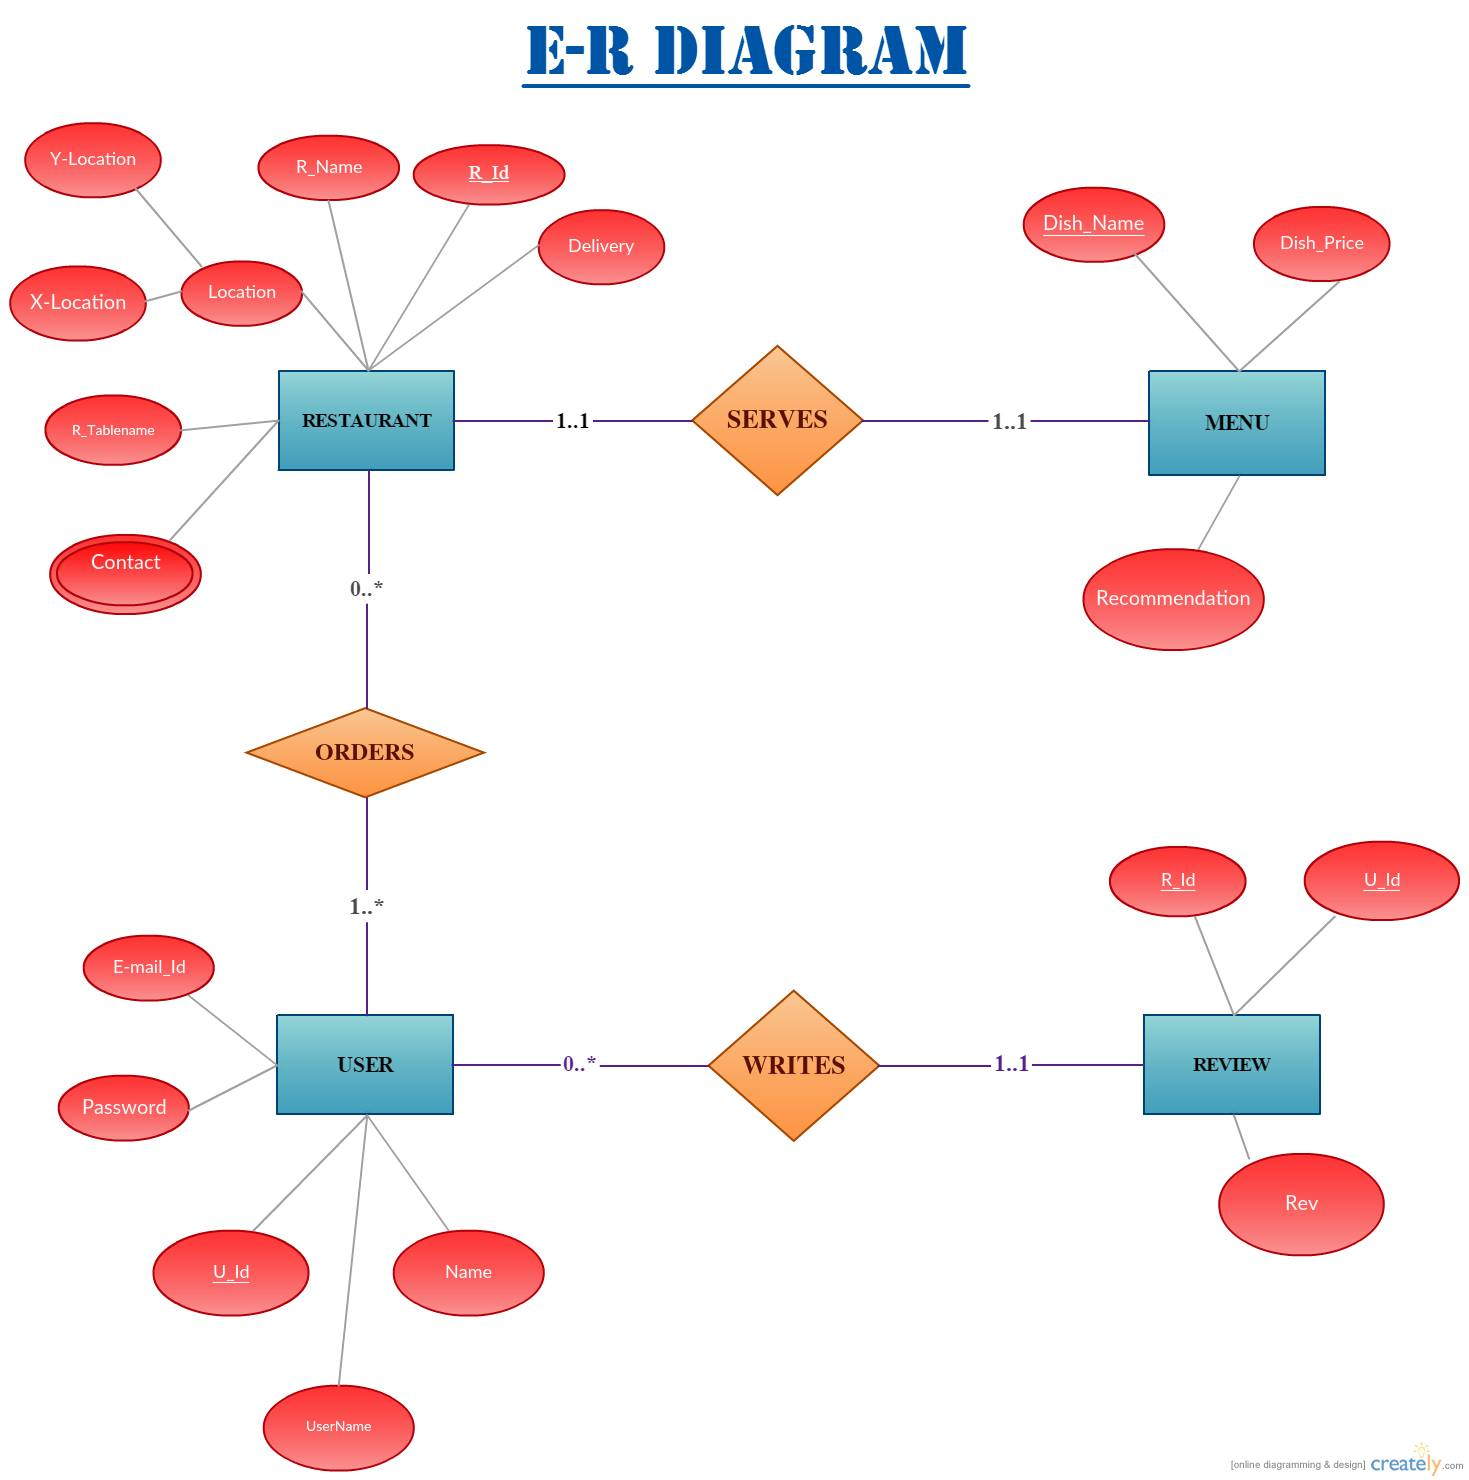 E-R DIAGRAM
Y-Location
R_Name
R_Id
Delivery
X-Location
Location
Dish_Name
Dish_Price
R_Tablename
RESTAURANT
1..1
SERVES
1..1
MENU
Contact
0..*
Recommendation
ORDERS
1..*
R_Id
U_Id
E-mail_Id
USER
0..*
WRITES
1..1
REVIEW
Password
Rev
U_Id
Name
UserName
[online diagramming & design] creately.com